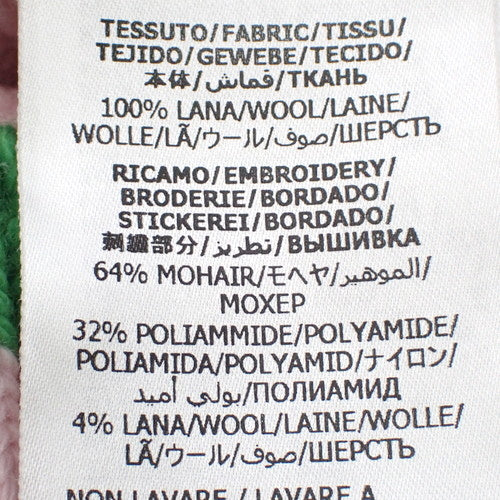 TESSUTO/FABRIC/TISSU/
TEJIDO/GEWEBE/TECIDO/
本体/قماش/ТКАНЬ
100% LANA/WOOL/LAINE/
WOLLE/LÃ/ウール/صوف/ШЕРСТЬ
RICAMO/EMBROIDERY/
BRODERIE/BORDADO/
STICKEREI/BORDADO/
刺繍部分/تطريز/ВЫШИВКА
64% MOHAIR/モヘヤ/الموهير/
МОХЕР
32% POLIAMMIDE/POLYAMIDE/
POLIAMIDA/POLYAMID/ナイロン/
بولي أميد/ПОЛИАМИД
4% LANA/WOOL/LAINE/WOLLE/
LÃ/ウール/صوف/ШЕРСТЬ
NON LAVARE / LAVARE A